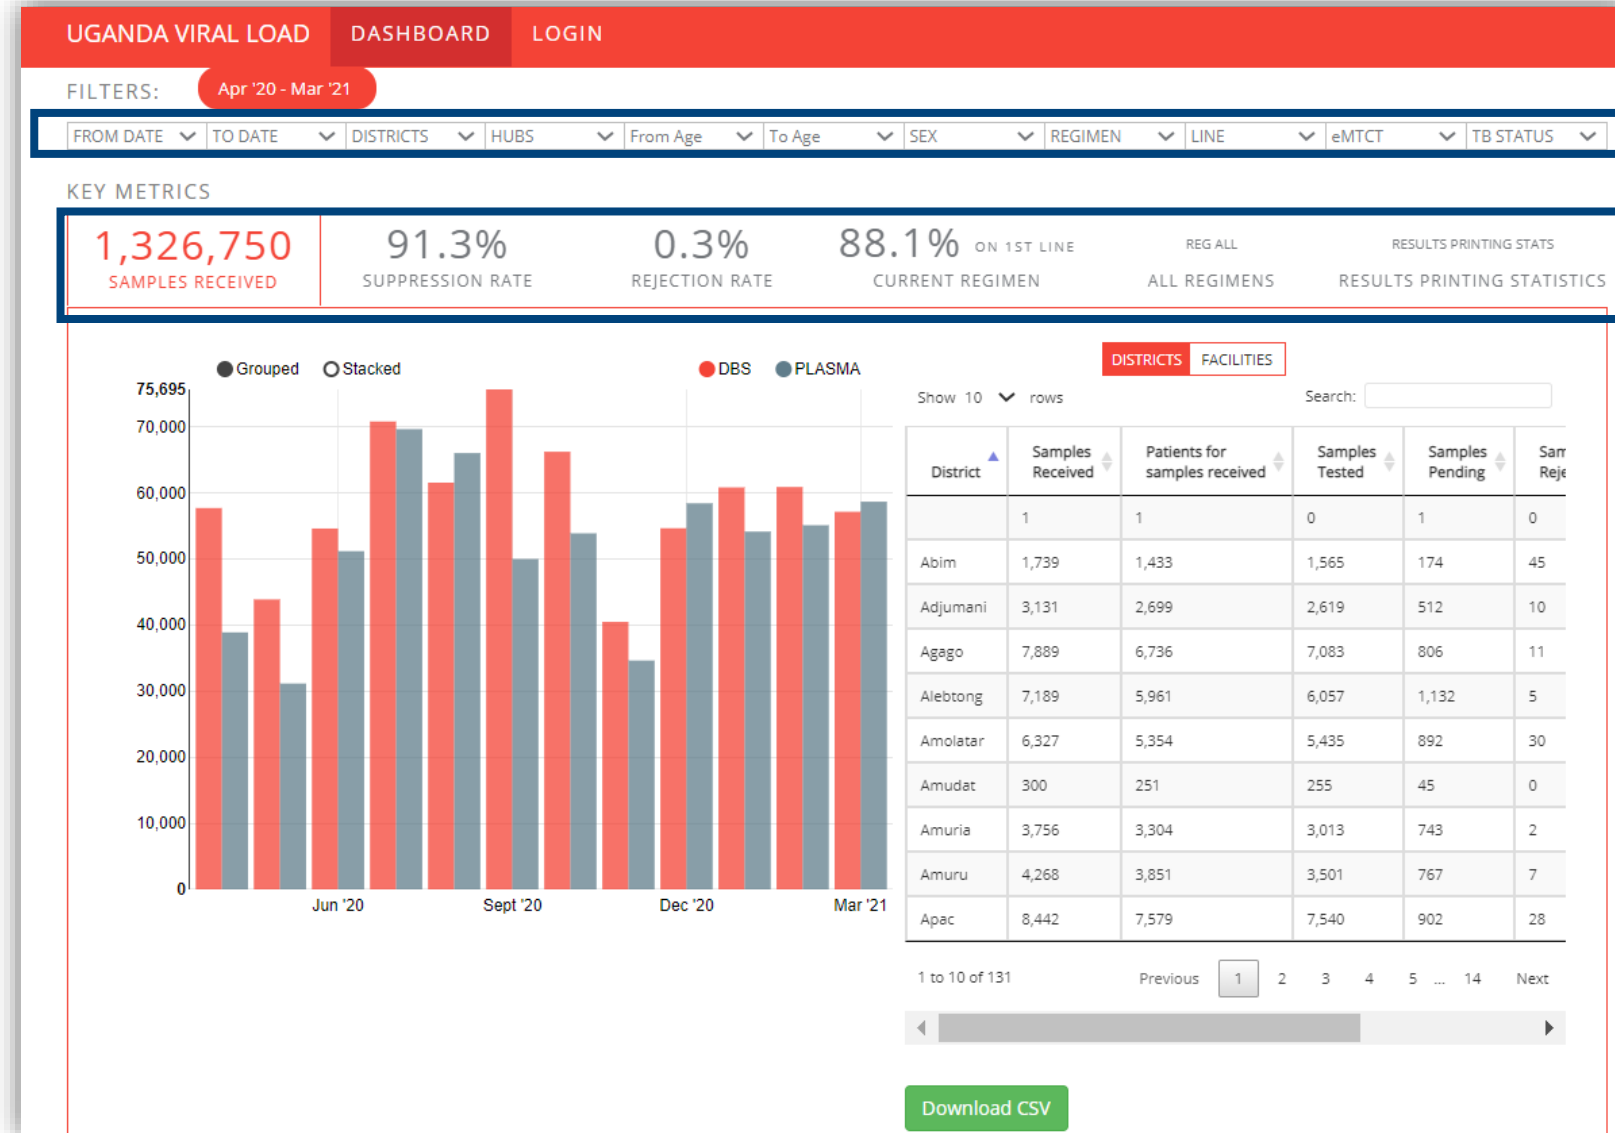 UGANDA VIRAL LOAD DASHBOARD LOGIN
FILTERS: Apr '20 - Mar '21
FROM DATE TO DATE DISTRICTS HUBS From Age To Age SEX REGIMEN LINE eMTCT TB STATUS
KEY METRICS
1,326,750 91.3% 0.3% 88.1% ON 1ST LINE REG ALL RESULTS PRINTING STATS
SAMPLES RECEIVED SUPPRESSION RATE REJECTION RATE CURRENT REGIMEN ALL REGIMENS RESULTS PRINTING STATISTICS
Grouped Stacked DBS PLASMA
75,695
70,000
60,000
50,000
40,000
30,000
20,000
10,000
0
Jun '20 Sept '20 Dec '20 Mar '21
DISTRICTS FACILITIES
Show 10 rows Search:
District Samples Received Patients for samples received Samples Tested Samples Pending Sam Reje
1 1 0 1 0
Abim 1,739 1,433 1,565 174 45
Adjumani 3,131 2,699 2,619 512 10
Agago 7,889 6,736 7,083 806 11
Alebtong 7,189 5,961 6,057 1,132 5
Amolatar 6,327 5,354 5,435 892 30
Amudat 300 251 255 45 0
Amuria 3,756 3,304 3,013 743 2
Amuru 4,268 3,851 3,501 767 7
Apac 8,442 7,579 7,540 902 28
1 to 10 of 131 Previous 1 2 3 4 5 ... 14 Next
Download CSV